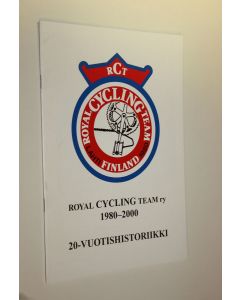 RCT
ROYAL CYCLING TEAM
FINLAND
ROYAL CYCLING TEAM ry
1980–2000
20-VUOTISHISTORIIKKI